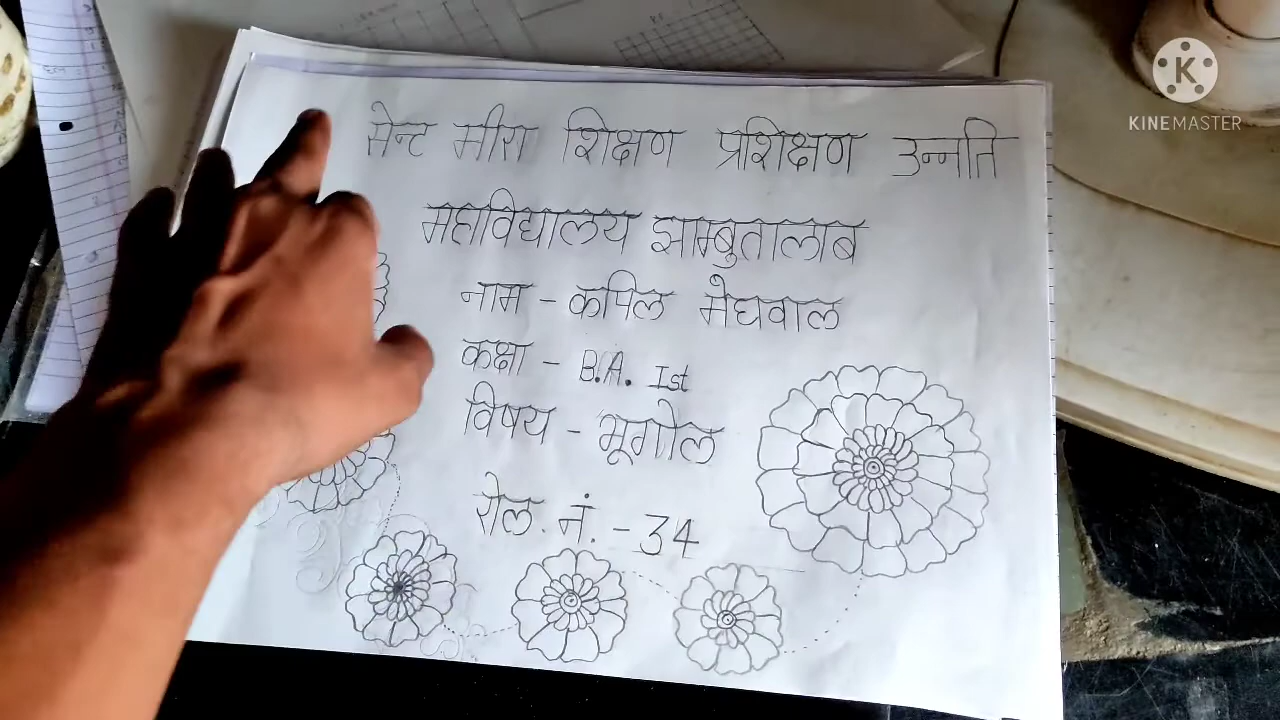 सेन्ट मीरा शिक्षण प्रशिक्षण उन्नति
महाविद्यालय झाम्बुतालाब
नाम - कपिल मेघवाल
कक्षा - B.A. Ist
विषय - भूगोल
रोल. नं. - 34
K
KINEMASTER